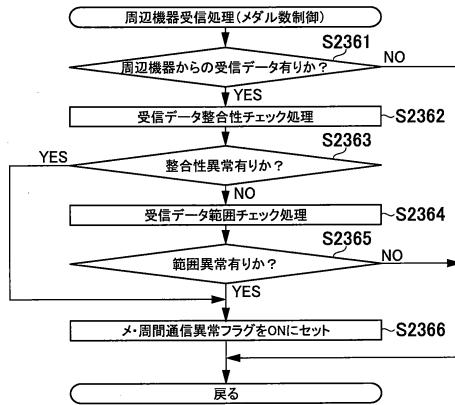 周辺機器受信処理(メダル数制御)
S2361
周辺機器からの受信データ有りか?
NO
YES
受信データ整合性チェック処理
S2362
S2363
YES
整合性異常有りか?
NO
受信データ範囲チェック処理
S2364
S2365
範囲異常有りか?
NO
YES
メ・周間通信異常フラグをONにセット
S2366
戻る